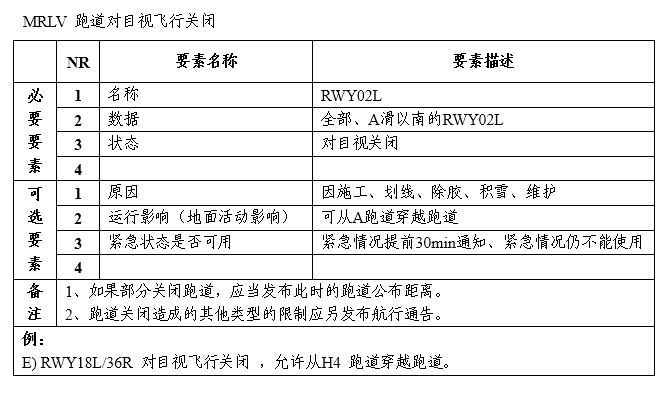 MRLV 跑道对目视飞行关闭
NR 要素名称 要素描述
必要要素
1 名称 RWY02L
2 数据 全部、A滑以南的RWY02L
3 状态 对目视关闭
4
可选要素
1 原因 因施工、划线、除胶、积雪、维护
2 运行影响（地面活动影响） 可从A跑道穿越跑道
3 紧急状态是否可用 紧急情况提前30min通知、紧急情况仍不能使用
4
备注
1、如果部分关闭跑道，应当发布此时的跑道公布距离。
2、跑道关闭造成的其他类型的限制应另发布航行通告。
例：
E) RWY18L/36R 对目视飞行关闭 ，允许从H4 跑道穿越跑道。